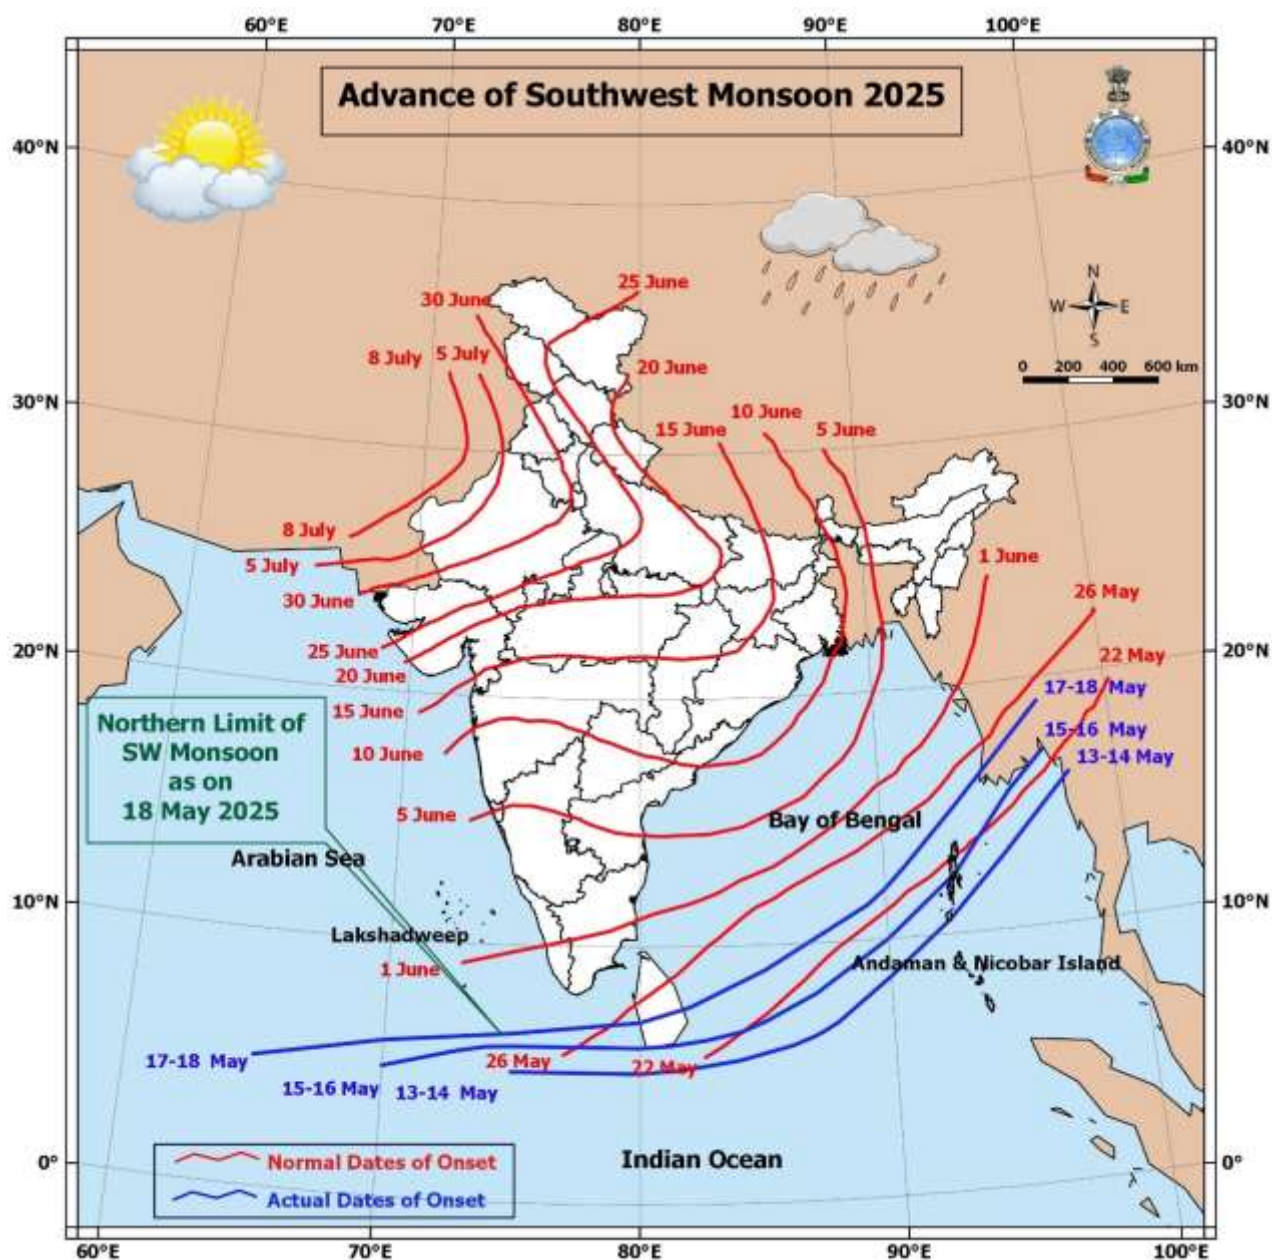 60°E 70°E 80°E 90°E 100°E
Advance of Southwest Monsoon 2025
40°N 40°N
N
W E
S
0 200 400 600 km
25 June
30 June
8 July 5 July
20 June
30°N 30°N
10 June
15 June 5 June
8 July
5 July
1 June
30 June
26 May
25 June
20°N 20°N
22 May
20 June
17-18 May
15 June
Northern Limit of
SW Monsoon
as on
18 May 2025
15-16 May
10 June
13-14 May
5 June
Bay of Bengal
Arabian Sea
10°N 10°N
Lakshadweep
Andaman & Nicobar Island
1 June
17-18 May
26 May
22 May
15-16 May
13-14 May
Indian Ocean
0° 0°
Normal Dates of Onset
Actual Dates of Onset
60°E 70°E 80°E 90°E 100°E